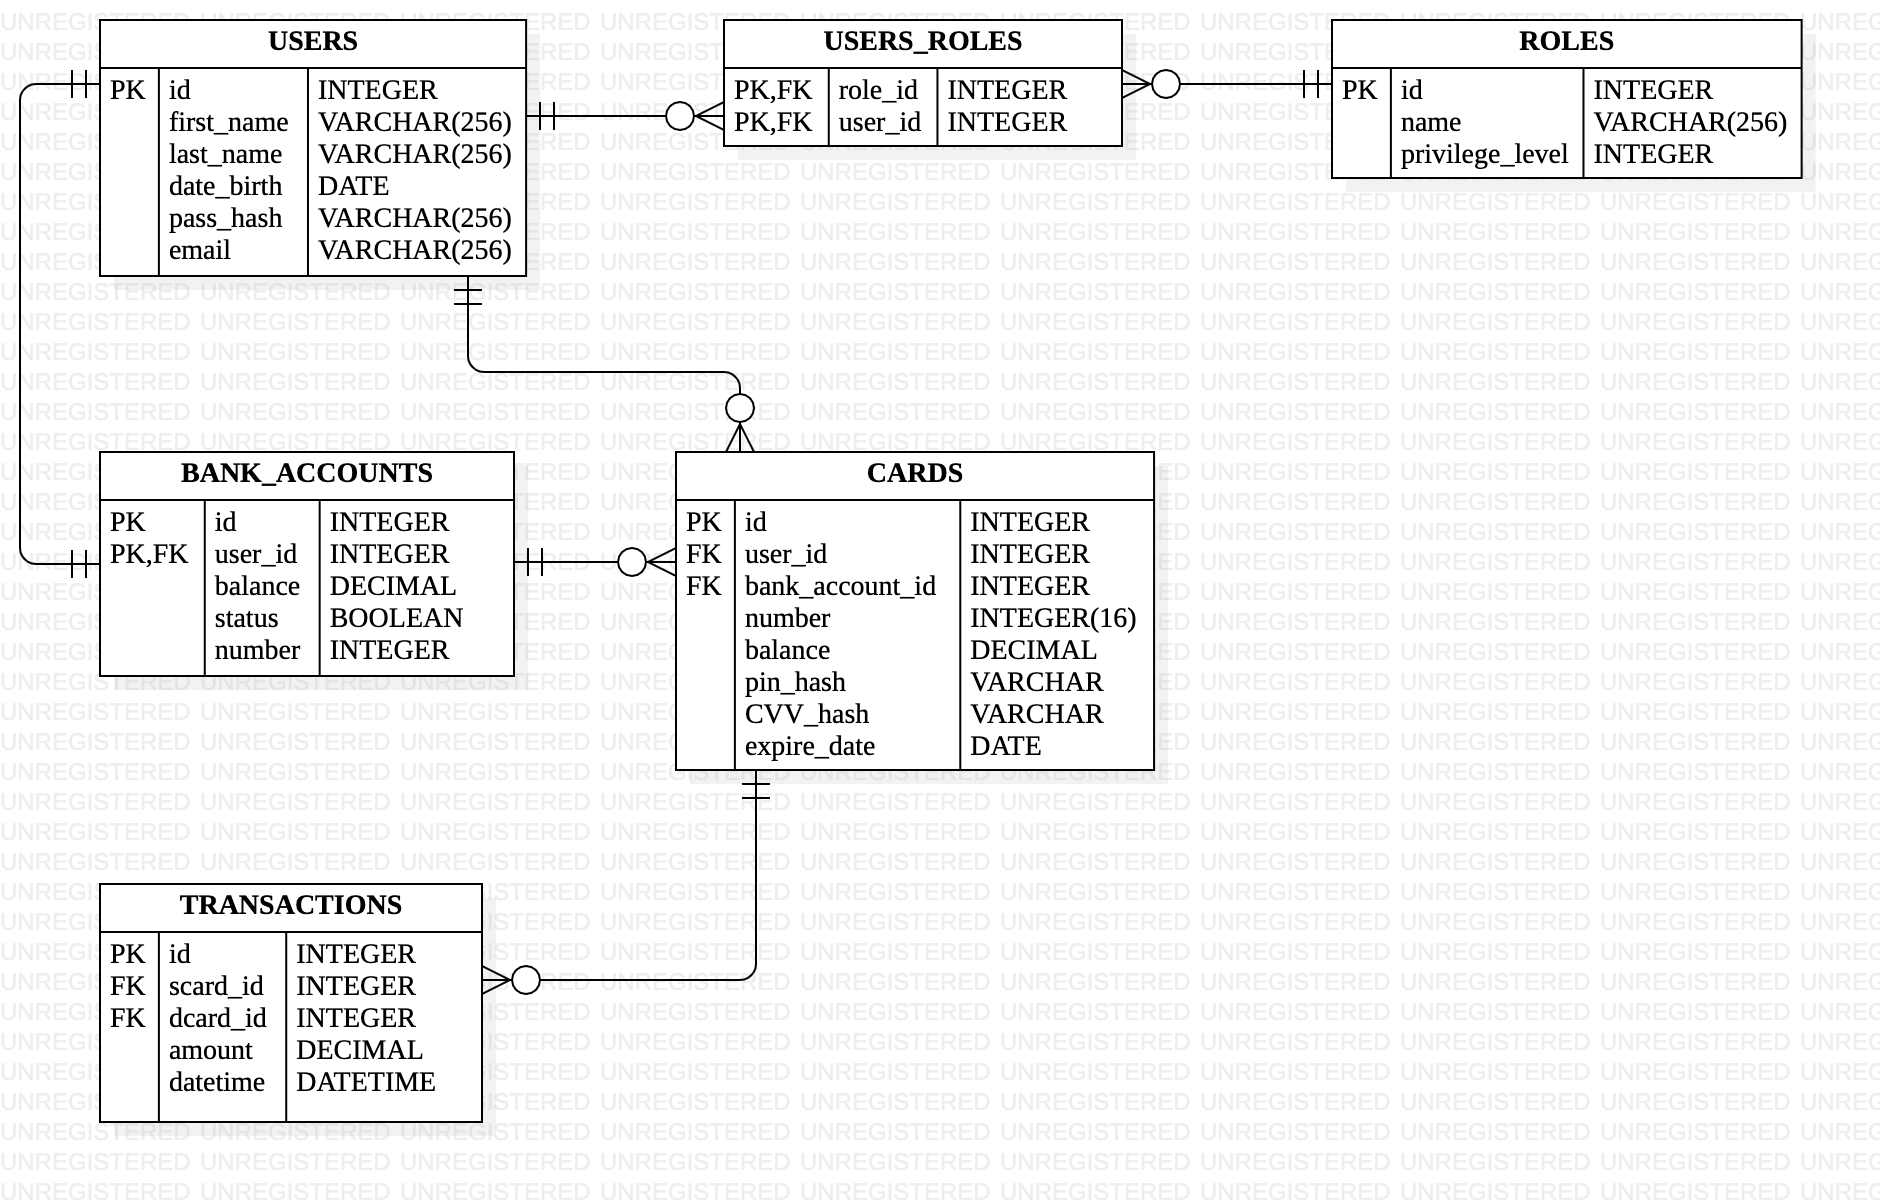 USERS
PK id INTEGER
first_name VARCHAR(256)
last_name VARCHAR(256)
date_birth DATE
pass_hash VARCHAR(256)
email VARCHAR(256)
USERS_ROLES
PK,FK role_id INTEGER
PK,FK user_id INTEGER
ROLES
PK id INTEGER
name VARCHAR(256)
privilege_level INTEGER
BANK_ACCOUNTS
PK id INTEGER
PK,FK user_id INTEGER
balance DECIMAL
status BOOLEAN
number INTEGER
CARDS
PK id INTEGER
FK user_id INTEGER
FK bank_account_id INTEGER
number INTEGER(16)
balance DECIMAL
pin_hash VARCHAR
CVV_hash VARCHAR
expire_date DATE
TRANSACTIONS
PK id INTEGER
FK scard_id INTEGER
FK dcard_id INTEGER
amount DECIMAL
datetime DATETIME
UNREGISTERED